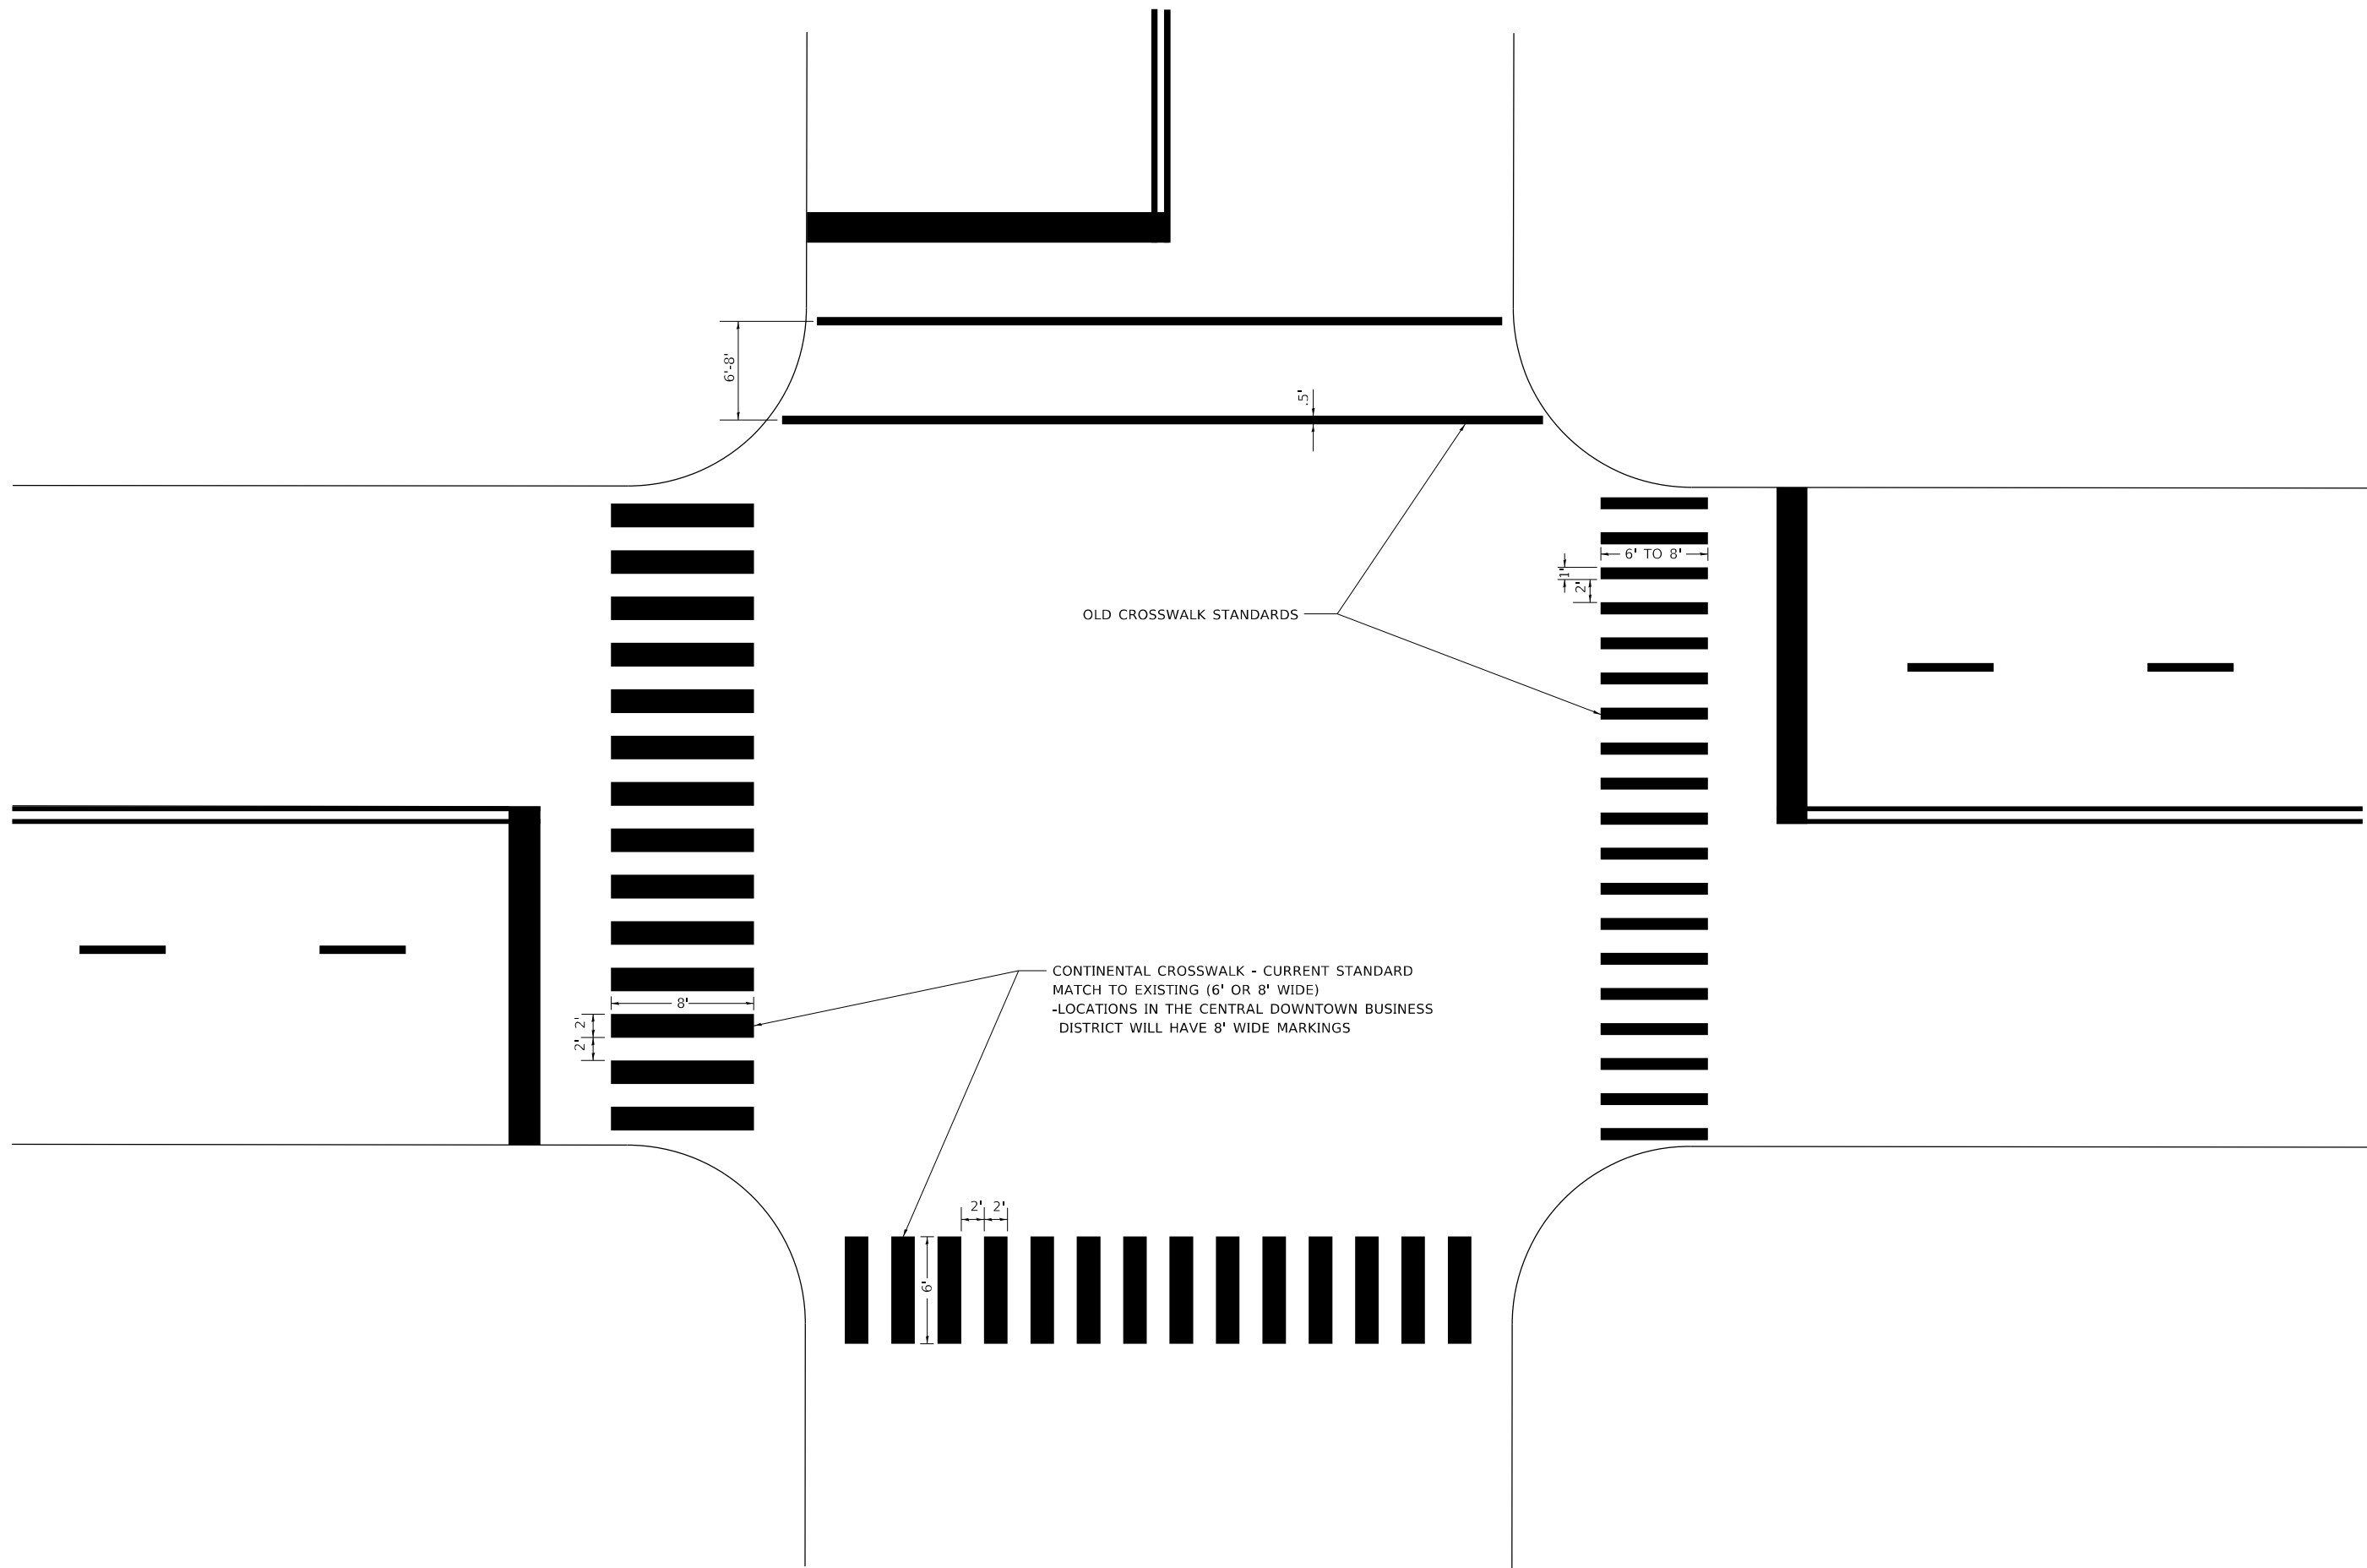 6'-8'
.5'
6' TO 8'
1'
2'
OLD CROSSWALK STANDARDS
CONTINENTAL CROSSWALK - CURRENT STANDARD
MATCH TO EXISTING (6' OR 8' WIDE)
-LOCATIONS IN THE CENTRAL DOWNTOWN BUSINESS
DISTRICT WILL HAVE 8' WIDE MARKINGS
8'
2'
2'
2' 2'
6'